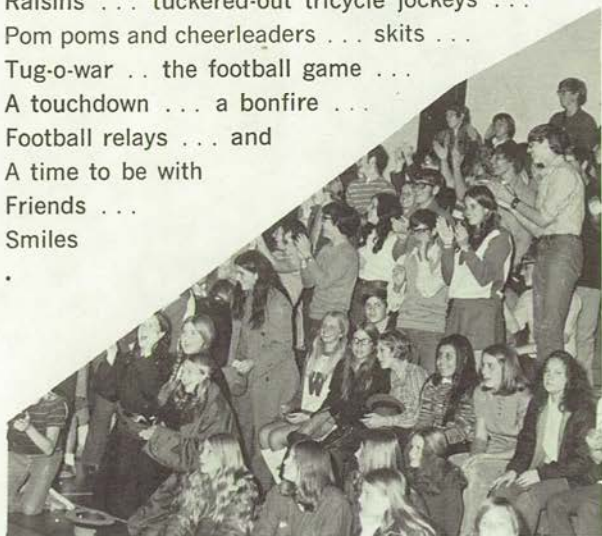 Raisins . . . tuckered-out tricycle jockeys . . .
Pom poms and cheerleaders . . . skits . . .
Tug-o-war . . the football game . . .
A touchdown . . . a bonfire . . .
Football relays . . . and
A time to be with
Friends . . .
Smiles
.
W